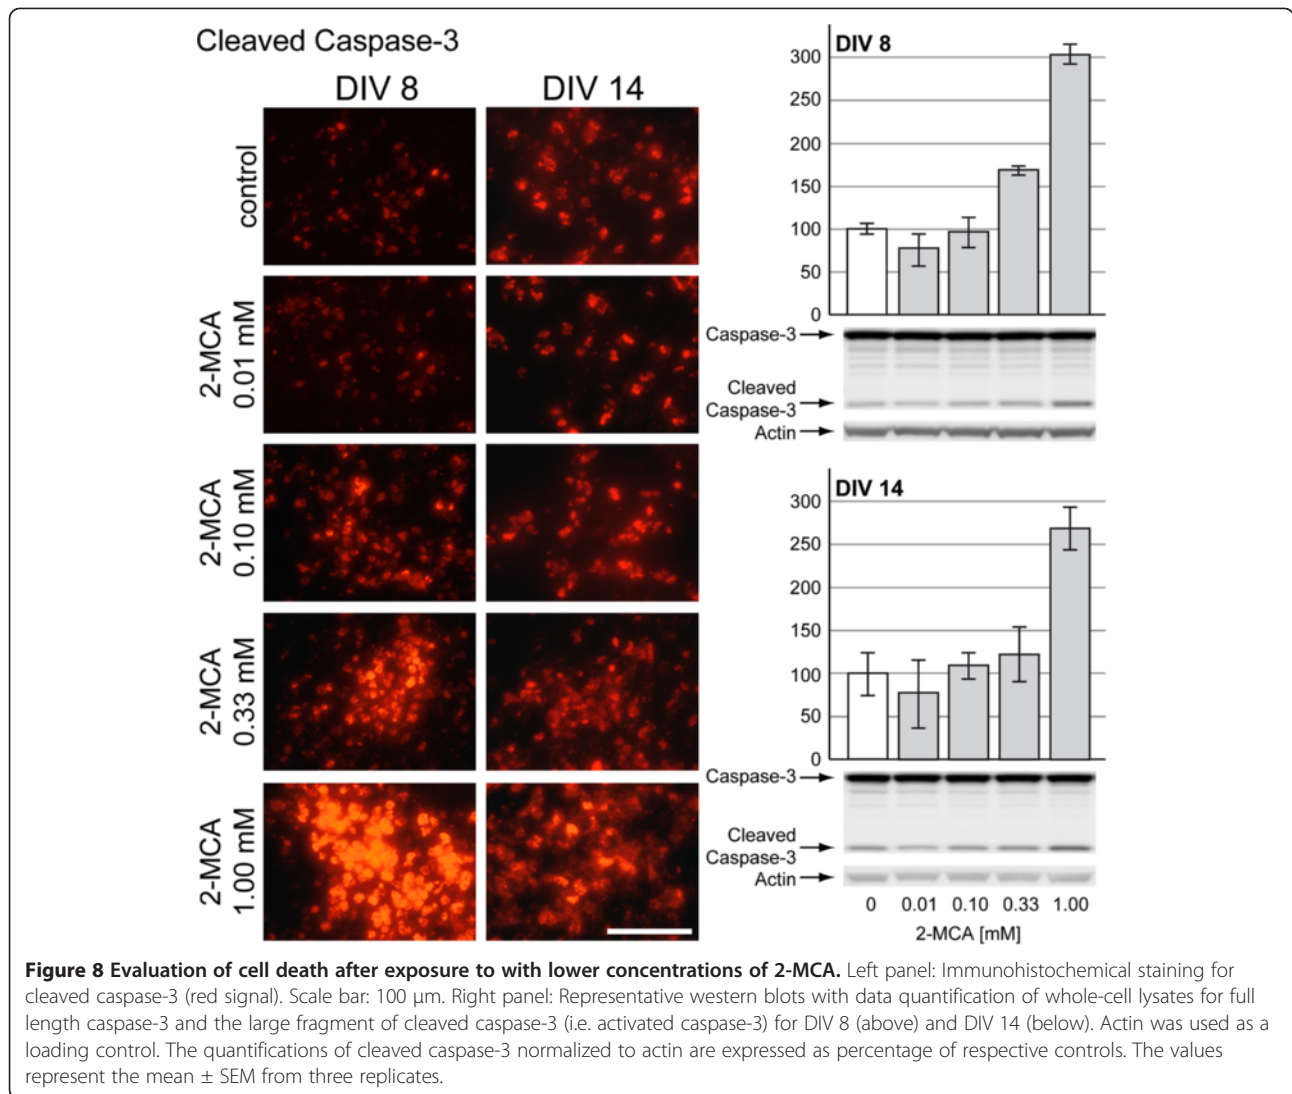 Cleaved Caspase-3
DIV 8
DIV 14
control
2-MCA
0.01 mM
2-MCA
0.10 mM
2-MCA
0.33 mM
2-MCA
1.00 mM
DIV 8
300
250
200
150
100
50
0
Caspase-3
Cleaved
Caspase-3
Actin
DIV 14
300
250
200
150
100
50
0
Caspase-3
Cleaved
Caspase-3
Actin
0 0.01 0.10 0.33 1.00
2-MCA [mM]
Figure 8 Evaluation of cell death after exposure to with lower concentrations of 2-MCA. Left panel: Immunohistochemical staining for
cleaved caspase-3 (red signal). Scale bar: 100 μm. Right panel: Representative western blots with data quantification of whole-cell lysates for full
length caspase-3 and the large fragment of cleaved caspase-3 (i.e. activated caspase-3) for DIV 8 (above) and DIV 14 (below). Actin was used as a
loading control. The quantifications of cleaved caspase-3 normalized to actin are expressed as percentage of respective controls. The values
represent the mean ± SEM from three replicates.